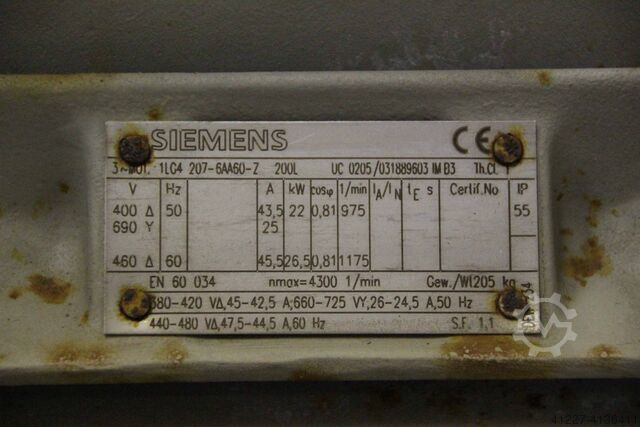 SIEMENS CE
3~MOT. 1LC4 207-6AA60-Z 200L UC 0205/031889603 IM B3 Th.Cl.
V Hz A kW cosφ 1/min IA/IN tE s Certif.No IP
400 Δ 50 43,5 22 0,81 975 55
690 Y 25
460 Δ 60 45,5 26,5 0,81 1175
EN 60 034 nmax=4300 1/min Gew./Wt205 kg
380-420 VΔ,45-42,5 A;660-725 VY,26-24,5 A,50 Hz
440-480 VΔ,47,5-44,5 A,60 Hz S.F. 1,1
41227-4136411